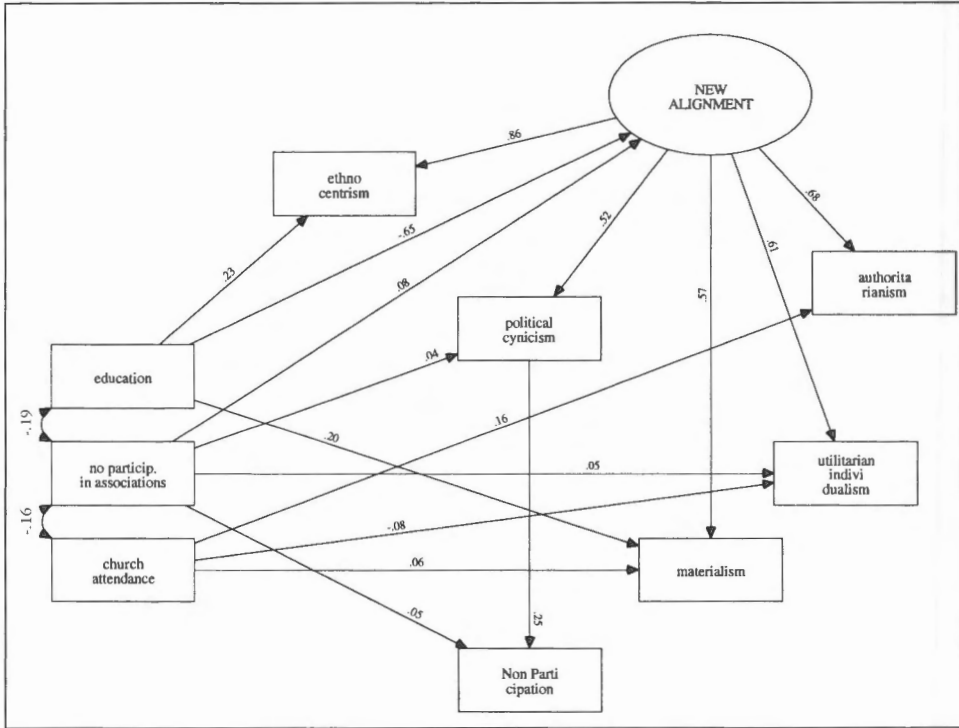 NEW
ALIGNMENT
.86
ethno
centrism
-.65
.52
.68
.23
.08
.57
.61
authorita
rianism
political
cynicism
education
.04
-.19
.16
.20
no particip.
in associations
.05
utilitarian
indivi
dualism
-.16
-.08
church
attendance
.06
materialism
.05
.25
Non Parti
cipation